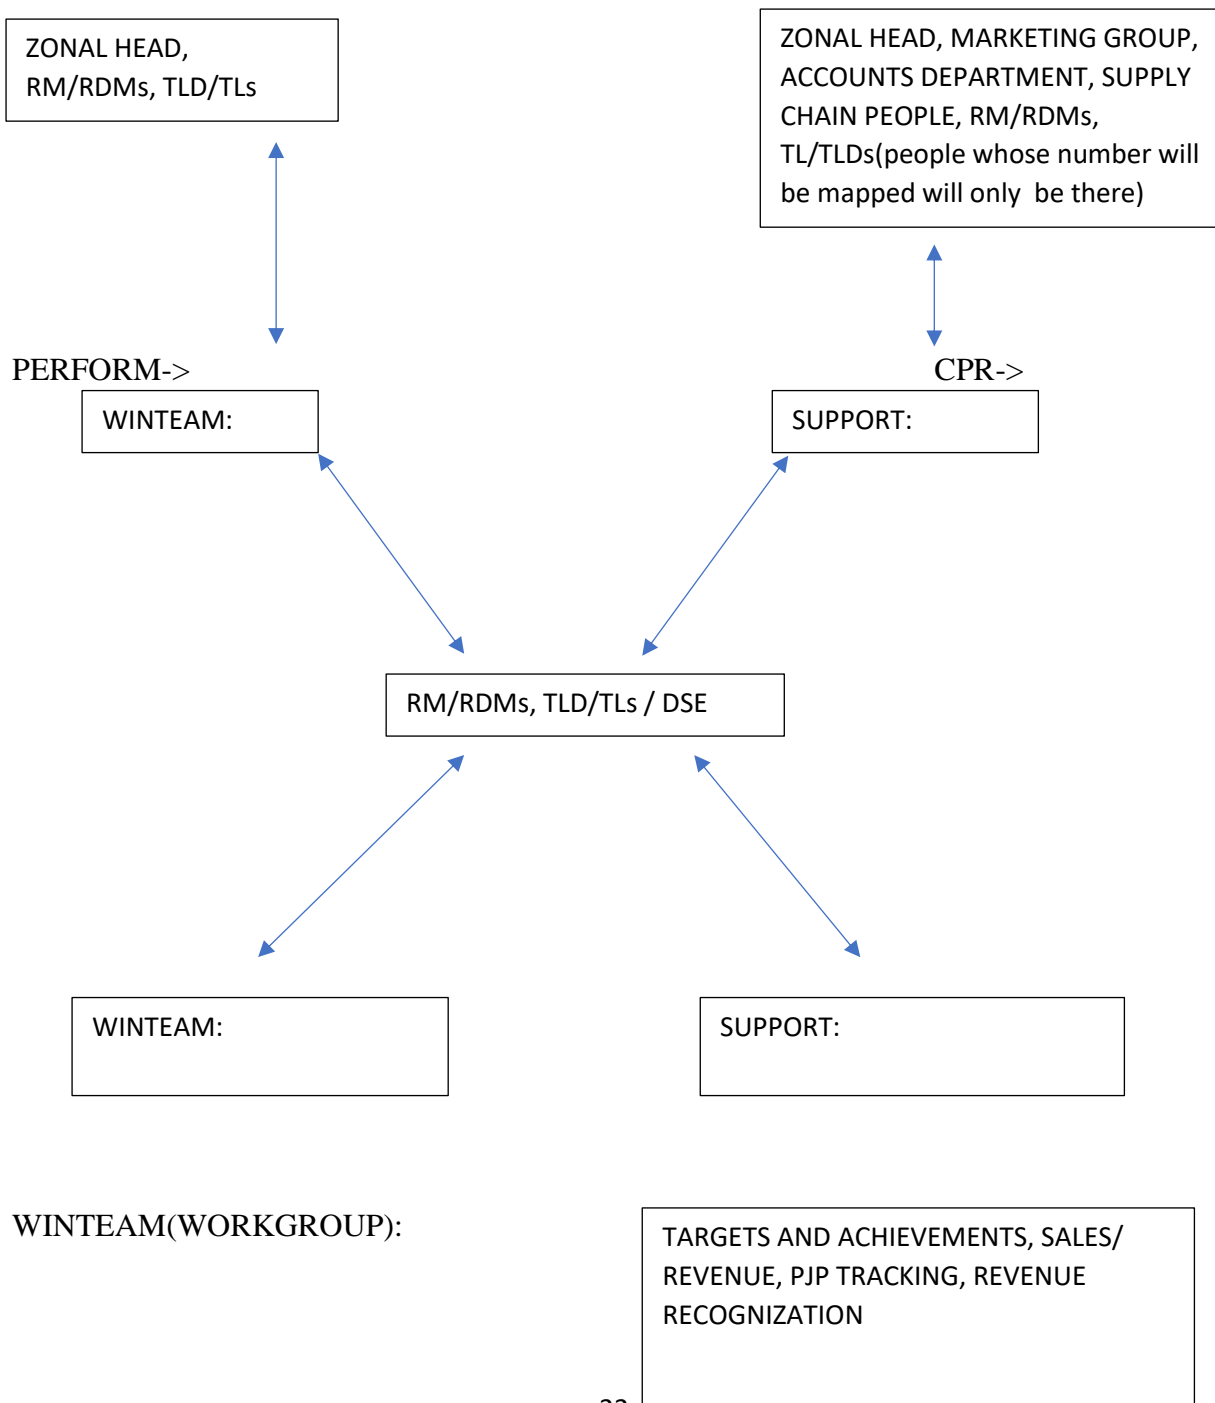 ZONAL HEAD,
RM/RDMs, TLD/TLs
ZONAL HEAD, MARKETING GROUP,
ACCOUNTS DEPARTMENT, SUPPLY
CHAIN PEOPLE, RM/RDMs,
TL/TLDs(people whose number will
be mapped will only be there)
PERFORM->
CPR->
WINTEAM:
SUPPORT:
RM/RDMs, TLD/TLs / DSE
WINTEAM:
SUPPORT:
WINTEAM(WORKGROUP):
TARGETS AND ACHIEVEMENTS, SALES/
REVENUE, PJP TRACKING, REVENUE
RECOGNIZATION